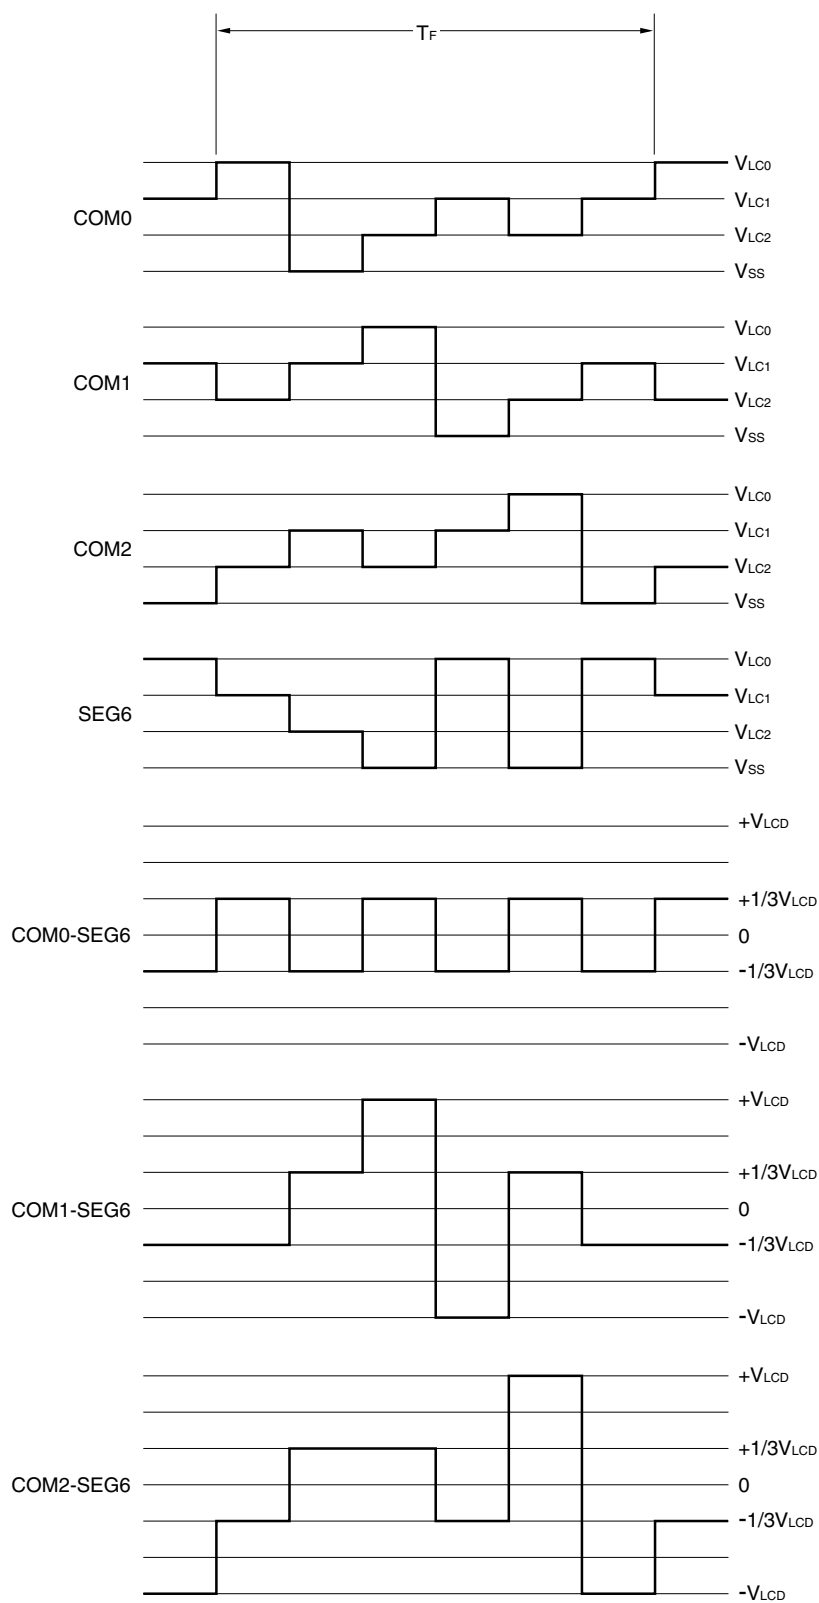 TF
VLC0
VLC1
COM0
VLC2
VSS
VLC0
VLC1
COM1
VLC2
VSS
VLC0
VLC1
COM2
VLC2
VSS
VLC0
VLC1
SEG6
VLC2
VSS
+VLCD
+1/3VLCD
COM0-SEG6
0
-1/3VLCD
-VLCD
+VLCD
+1/3VLCD
COM1-SEG6
0
-1/3VLCD
-VLCD
+VLCD
+1/3VLCD
COM2-SEG6
0
-1/3VLCD
-VLCD